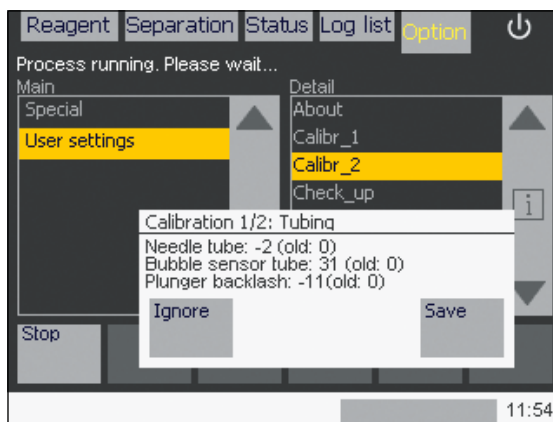 Reagent Separation Status Log list Option
Process running. Please wait...
Main Detail
Special About
Calibr_1
User settings
Calibr_2
Check_up
i
Calibration 1/2: Tubing
Needle tube: -2 (old: 0)
Bubble sensor tube: 31 (old: 0)
Plunger backlash: -11(old: 0)
Ignore Save
Stop
11:54